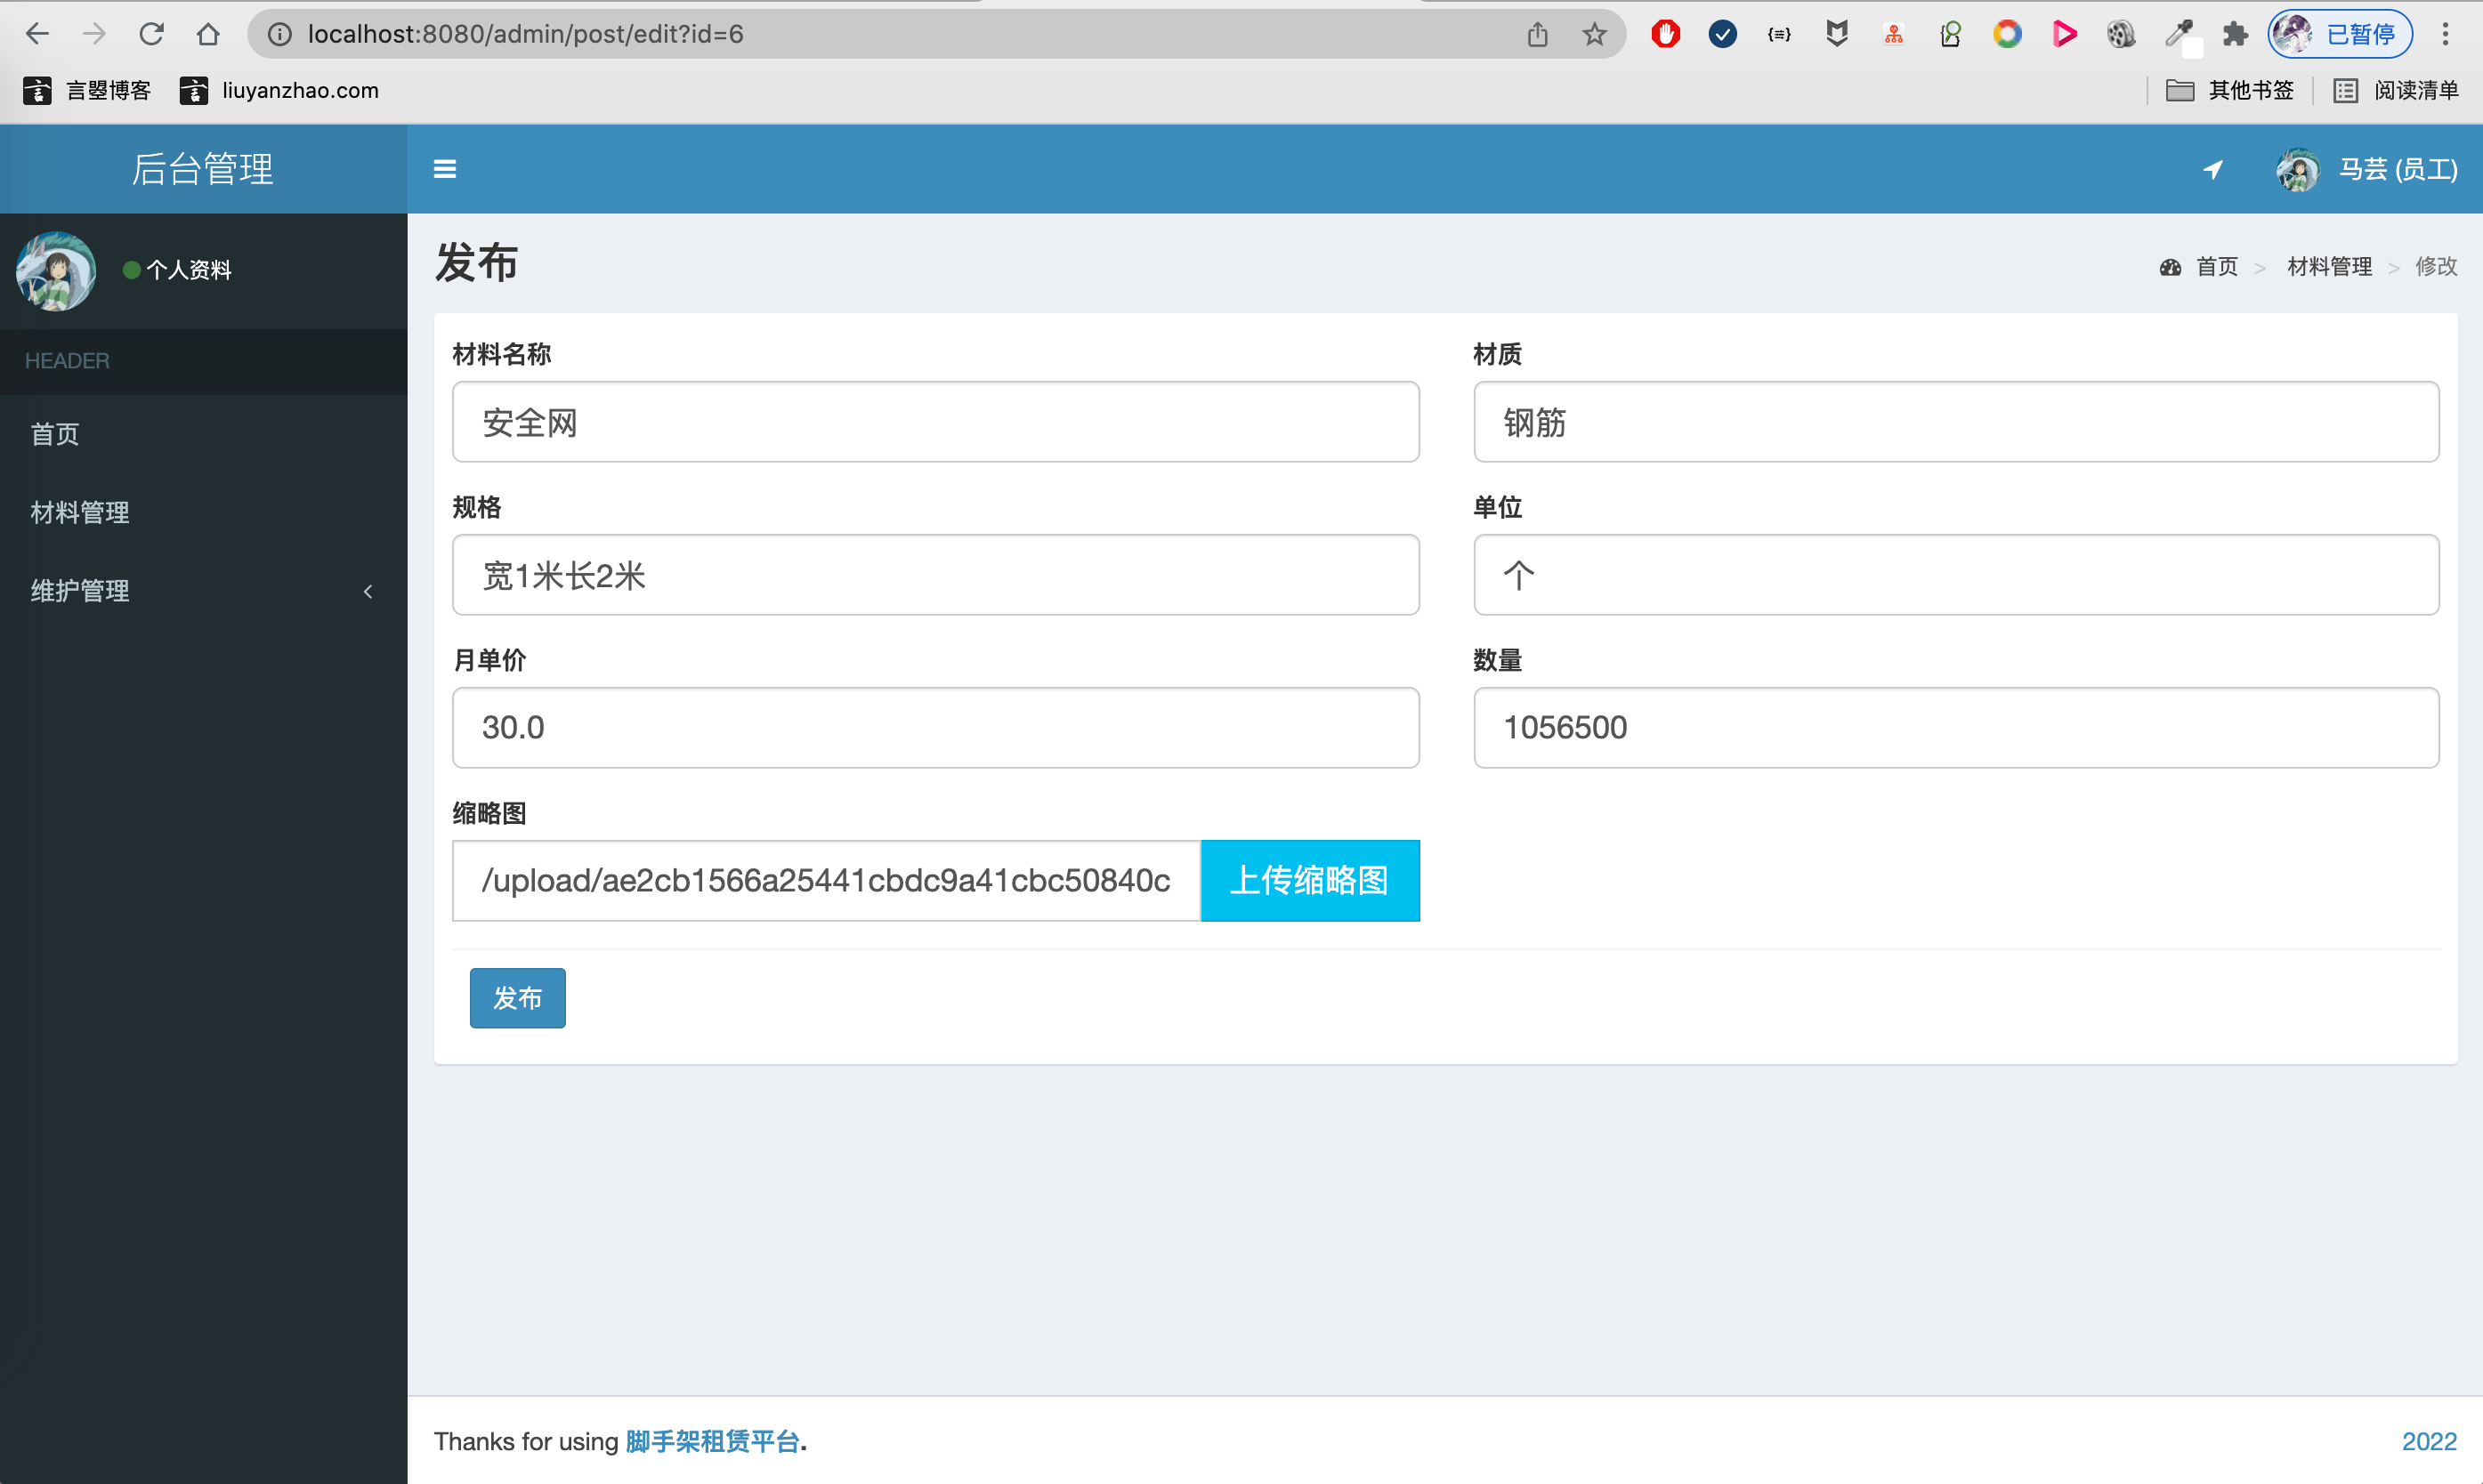 localhost:8080/admin/post/edit?id=6
已暂停
言曌博客 liuyanzhao.com 其他书签 阅读清单
后台管理
马芸 (员工)
个人资料
发布
首页 > 材料管理 > 修改
HEADER
首页
材料管理
维护管理
材料名称 材质
安全网 钢筋
规格 单位
宽1米长2米 个
月单价 数量
30.0 1056500
缩略图
/upload/ae2cb1566a25441cbdc9a41cbc50840c 上传缩略图
发布
Thanks for using 脚手架租赁平台. 2022